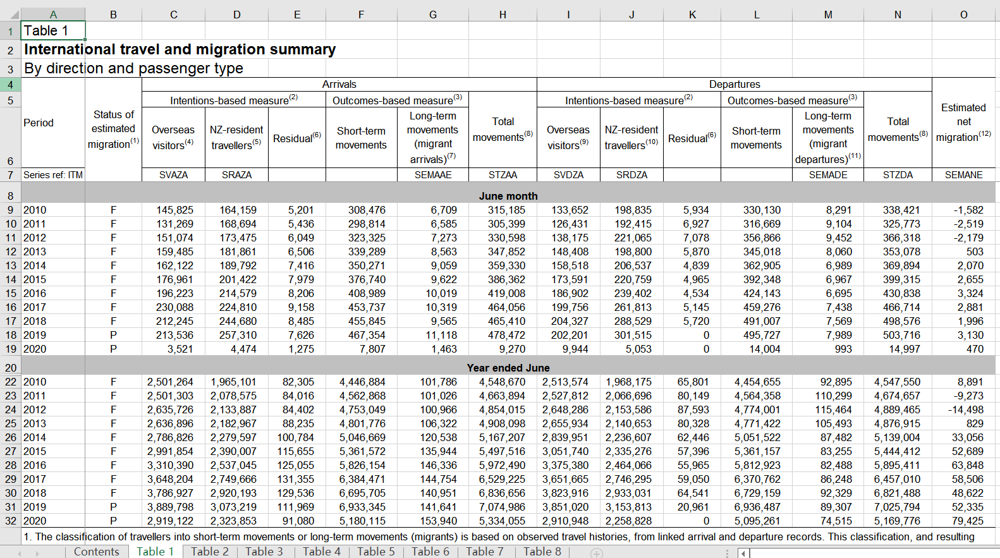 A B C D E F G H I J K L M N O
1 Table 1
2 International travel and migration summary
3 By direction and passenger type
4 Arrivals Departures
5 Intentions-based measure(2) Outcomes-based measure(3) Intentions-based measure(2) Outcomes-based measure(3)
6 Period Status of estimated migration(1) Overseas visitors(4) NZ-resident travellers(5) Residual(6) Short-term movements Long-term movements (migrant arrivals)(7) Total movements(8) Overseas visitors(9) NZ-resident travellers(10) Residual(6) Short-term movements Long-term movements (migrant departures)(11) Total movements(8) Estimated net migration(12)
7 Series ref: ITM SVAZA SRAZA SEMAAE STZAA SVDZA SRDZA SEMADE STZDA SEMANE
8 June month
9 2010 F 145,825 164,159 5,201 308,476 6,709 315,185 133,652 198,835 5,934 330,130 8,291 338,421 -1,582
10 2011 F 131,269 168,694 5,436 298,814 6,585 305,399 126,431 192,415 6,927 316,669 9,104 325,773 -2,519
11 2012 F 151,074 173,475 6,049 323,325 7,273 330,598 138,175 221,065 7,078 356,866 9,452 366,318 -2,179
12 2013 F 159,485 181,861 6,506 339,289 8,563 347,852 148,408 198,800 5,870 345,018 8,060 353,078 503
13 2014 F 162,122 189,792 7,416 350,271 9,059 359,330 158,518 206,537 4,839 362,905 6,989 369,894 2,070
14 2015 F 176,961 201,422 7,979 376,740 9,622 386,362 173,591 220,759 4,965 392,348 6,967 399,315 2,655
15 2016 F 196,223 214,579 8,206 408,989 10,019 419,008 186,902 239,402 4,534 424,143 6,695 430,838 3,324
16 2017 F 230,088 224,810 9,158 453,737 10,319 464,056 199,756 261,813 5,145 459,276 7,438 466,714 2,881
17 2018 F 212,245 244,680 8,485 455,845 9,565 465,410 204,327 288,529 5,720 491,007 7,569 498,576 1,996
18 2019 P 213,536 257,310 7,626 467,354 11,118 478,472 202,201 301,515 0 495,727 7,989 503,716 3,130
19 2020 P 3,521 4,474 1,275 7,807 1,463 9,270 9,944 5,053 0 14,004 993 14,997 470
20 Year ended June
22 2010 F 2,501,264 1,965,101 82,305 4,446,884 101,786 4,548,670 2,513,574 1,968,175 65,801 4,454,655 92,895 4,547,550 8,891
23 2011 F 2,501,303 2,078,575 84,016 4,562,868 101,026 4,663,894 2,527,812 2,066,696 80,149 4,564,358 110,299 4,674,657 -9,273
24 2012 F 2,635,726 2,133,887 84,402 4,753,049 100,966 4,854,015 2,648,286 2,153,586 87,593 4,774,001 115,464 4,889,465 -14,498
25 2013 F 2,636,896 2,182,967 88,235 4,801,776 106,322 4,908,098 2,655,934 2,140,653 80,328 4,771,422 105,493 4,876,915 829
26 2014 F 2,786,826 2,279,597 100,784 5,046,669 120,538 5,167,207 2,839,951 2,236,607 62,446 5,051,522 87,482 5,139,004 33,056
27 2015 F 2,991,854 2,390,007 115,655 5,361,572 135,944 5,497,516 3,051,740 2,335,276 57,396 5,361,157 83,255 5,444,412 52,689
28 2016 F 3,310,390 2,537,045 125,055 5,826,154 146,336 5,972,490 3,375,380 2,464,066 55,965 5,812,923 82,488 5,895,411 63,848
29 2017 F 3,648,204 2,749,666 131,355 6,384,471 144,754 6,529,225 3,651,665 2,746,295 59,050 6,370,762 86,248 6,457,010 58,506
30 2018 F 3,786,927 2,920,193 129,536 6,695,705 140,951 6,836,656 3,823,916 2,933,031 64,541 6,729,159 92,329 6,821,488 48,622
31 2019 P 3,889,798 3,073,219 111,969 6,933,345 141,641 7,074,986 3,851,020 3,153,813 20,961 6,936,487 89,307 7,025,794 52,335
32 2020 P 2,919,122 2,323,853 91,080 5,180,115 153,940 5,334,055 2,910,948 2,258,828 0 5,095,261 74,515 5,169,776 79,425
1. The classification of travellers into short-term movements or long-term movements (migrants) is based on observed travel histories, from linked arrival and departure records. This classification, and resulting
Contents Table 1 Table 2 Table 3 Table 4 Table 5 Table 6 Table 7 Table 8